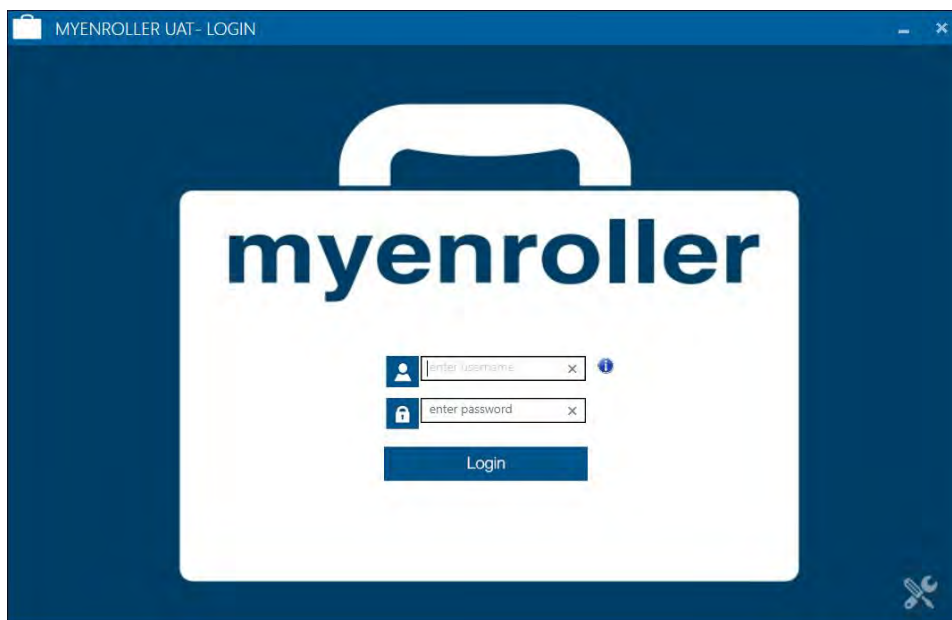 MYENROLLER UAT- LOGIN
myenroller
enter username
enter password
Login